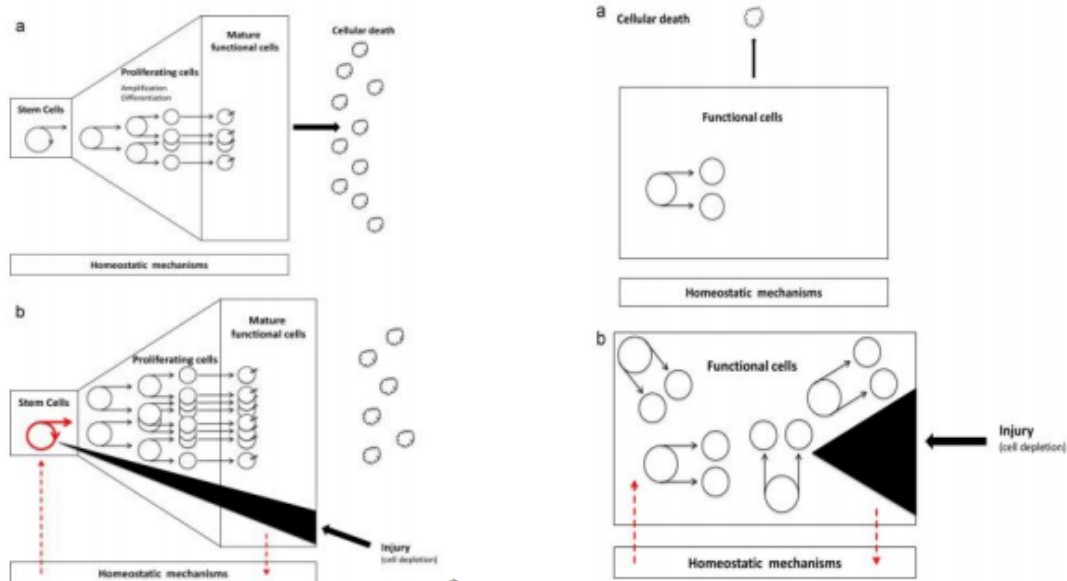 a
Mature
functional cells
Cellular death
Proliferating cells
Amplification
Differentiation
Stem Cells
Homeostatic mechanisms
b
Mature
functional cells
Proliferating cells
Stem Cells
Injury
(cell depletion)
Homeostatic mechanisms
a
Cellular death
Functional cells
Homeostatic mechanisms
b
Functional cells
Injury
(cell depletion)
Homeostatic mechanisms